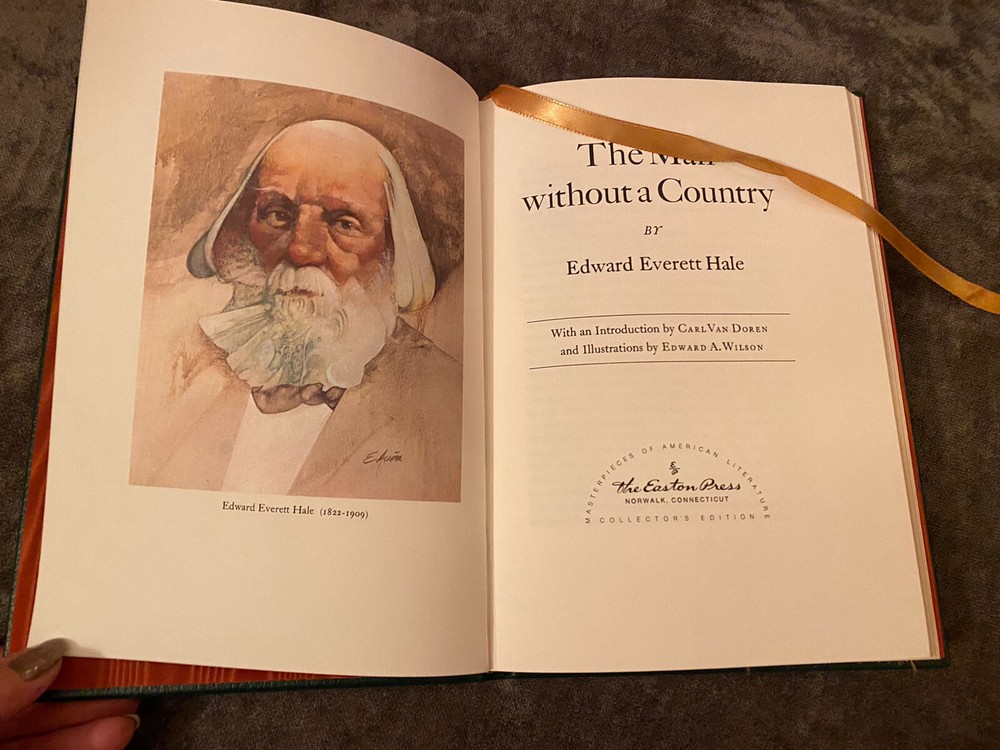 Edward Everett Hale (1822-1909)
The Man
without a Country
BY
Edward Everett Hale
With an Introduction by CARL VAN DOREN
and Illustrations by EDWARD A. WILSON
MASTERPIECES OF AMERICAN LITERATURE
The Easton Press
NORWALK, CONNECTICUT
COLLECTOR'S EDITION